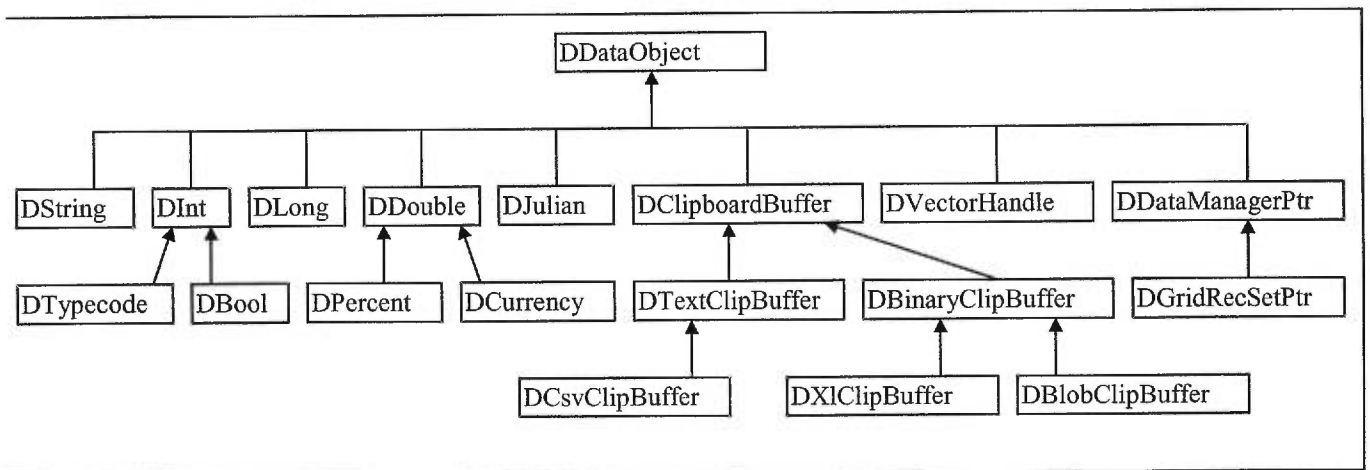 DDataObject
DString DInt DLong DDouble DJulian DClipboardBuffer DVectorHandle DDataManagerPtr
DTypecode DBool DPercent DCurrency DTextClipBuffer DBinaryClipBuffer DGridRecSetPtr
DCsvClipBuffer DXlClipBuffer DBlobClipBuffer